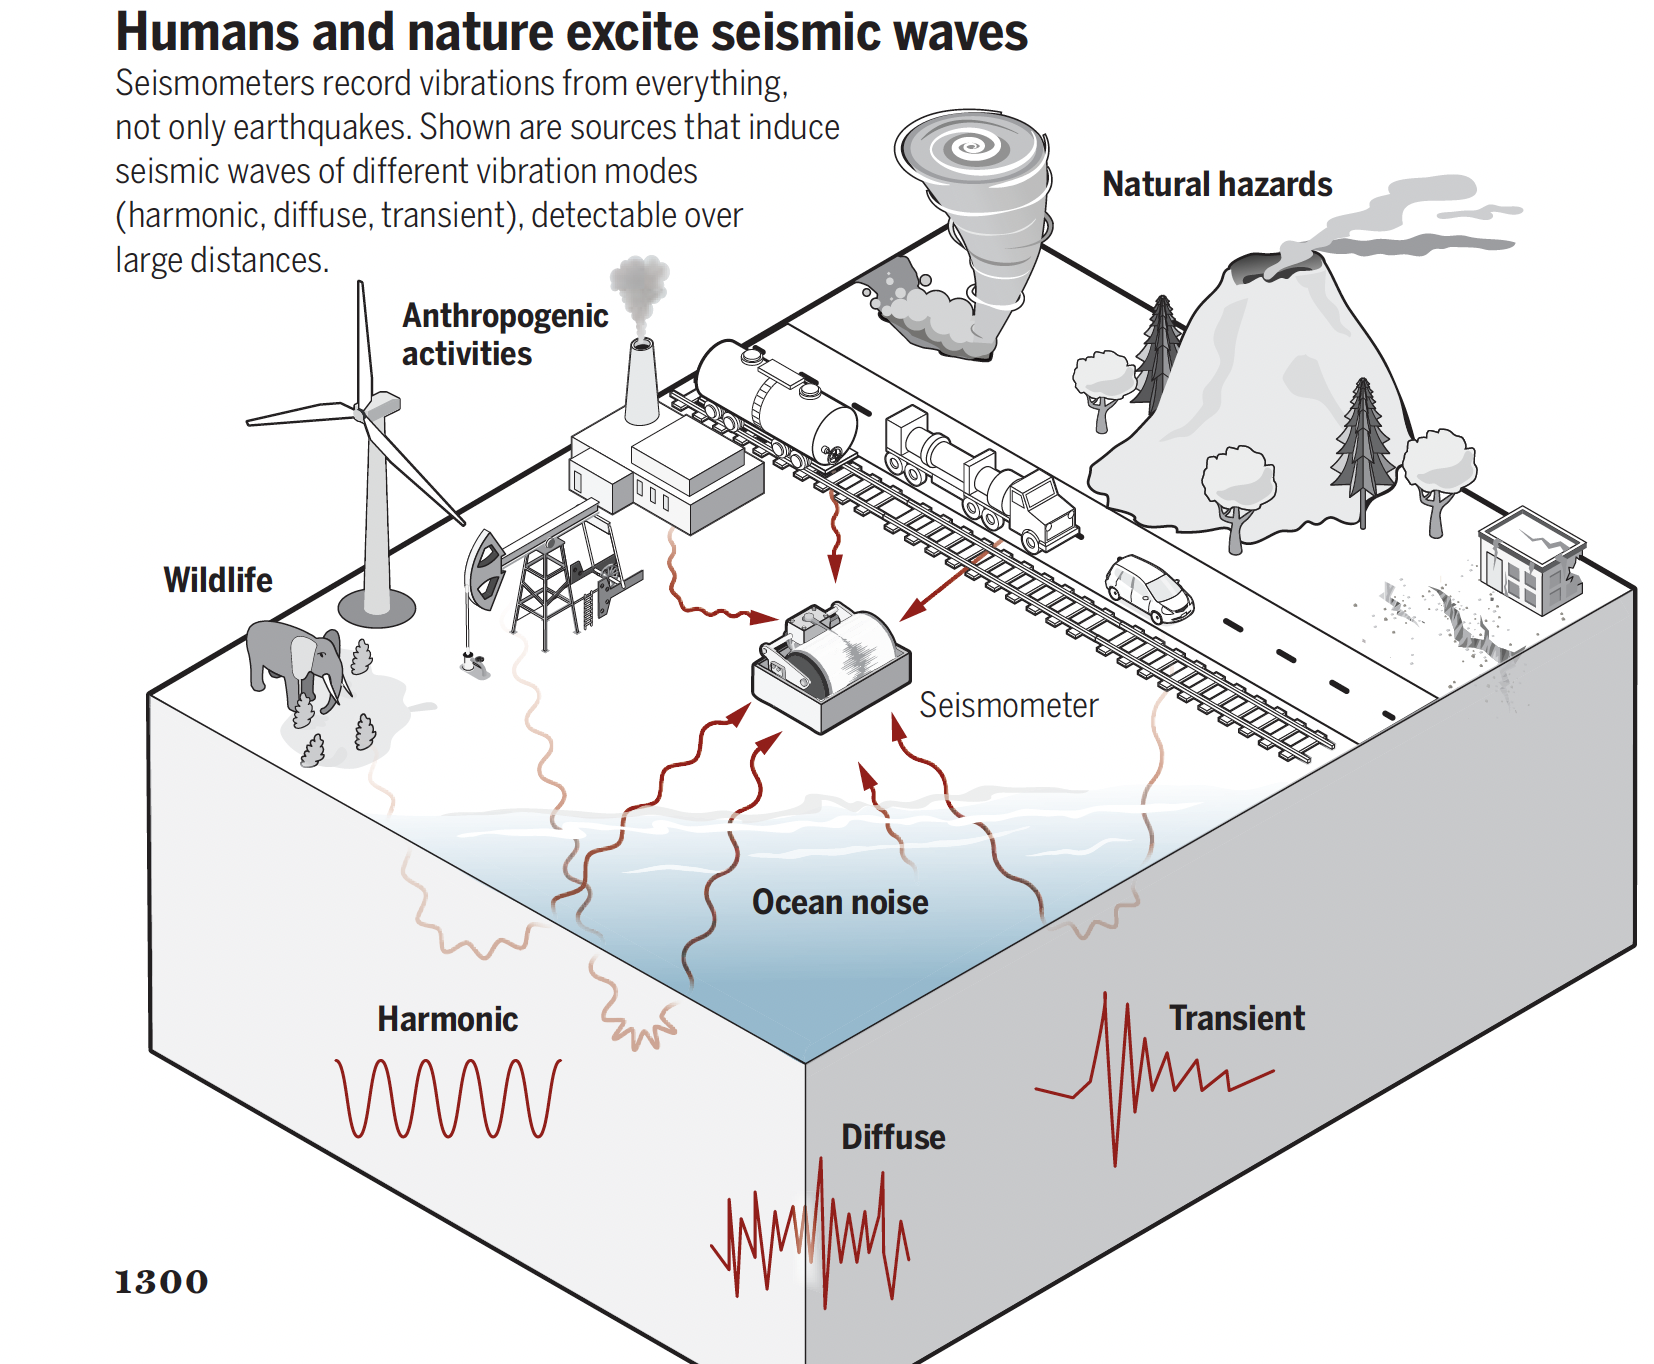 Humans and nature excite seismic waves
Seismometers record vibrations from everything,
not only earthquakes. Shown are sources that induce
seismic waves of different vibration modes
(harmonic, diffuse, transient), detectable over
large distances.
Natural hazards
Anthropogenic
activities
Wildlife
Seismometer
Ocean noise
Harmonic
Transient
Diffuse
1300